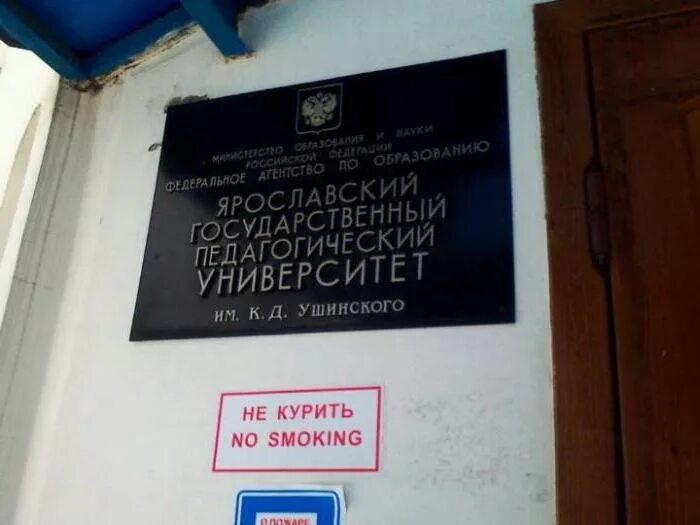 МИНИСТЕРСТВО ОБРАЗОВАНИЯ И НАУКИ
РОССИЙСКОЙ ФЕДЕРАЦИИ
ФЕДЕРАЛЬНОЕ АГЕНТСТВО ПО ОБРАЗОВАНИЮ
ЯРОСЛАВСКИЙ
ГОСУДАРСТВЕННЫЙ
ПЕДАГОГИЧЕСКИЙ
УНИВЕРСИТЕТ
ИМ. К. Д. УШИНСКОГО
НЕ КУРИТЬ
NO SMOKING
О ПОЖАРЕ